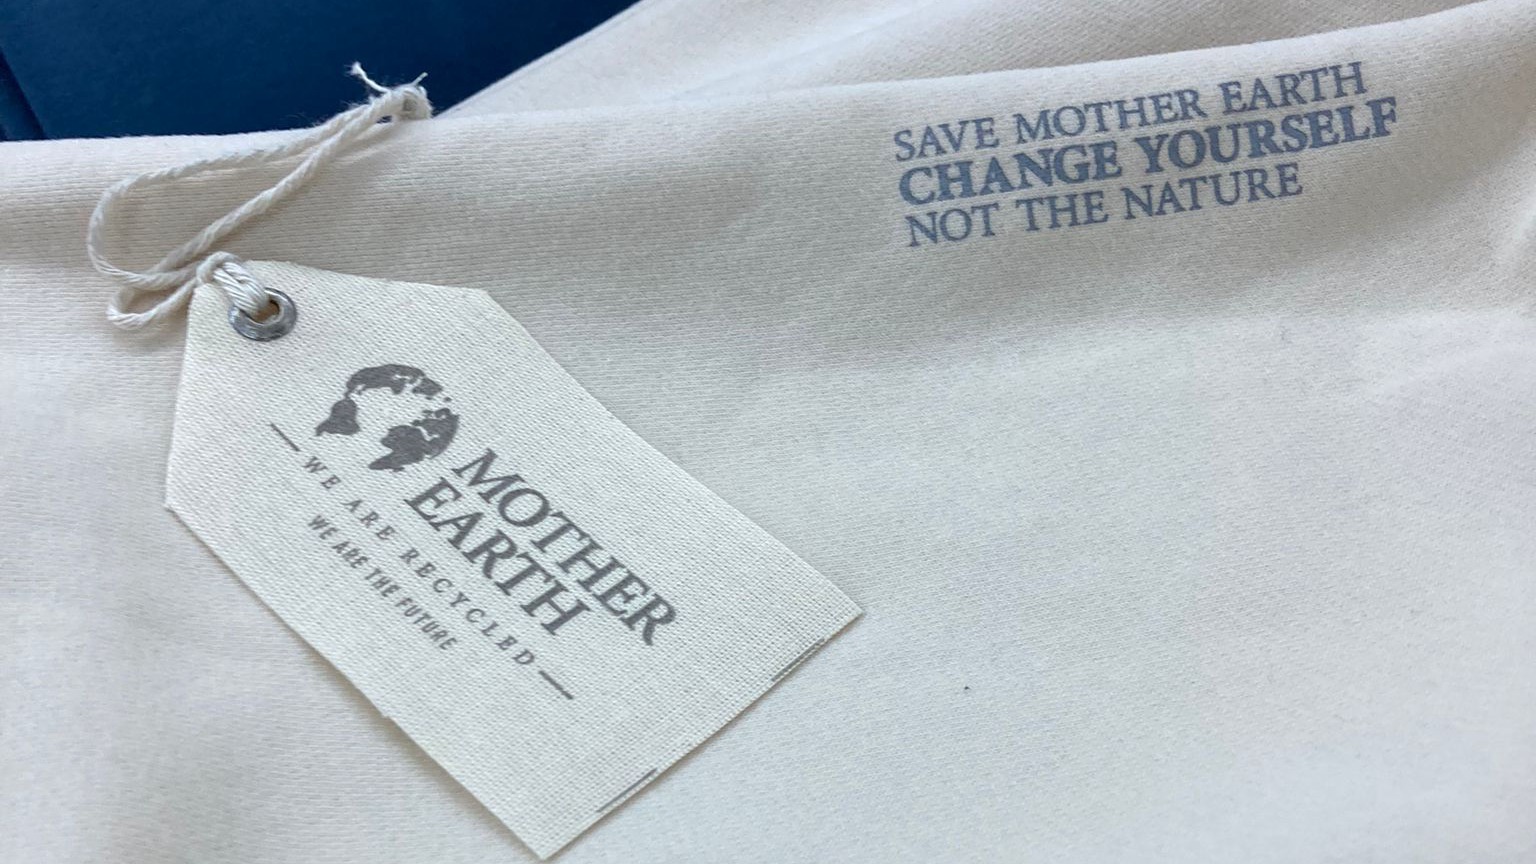 SAVE MOTHER EARTH
CHANGE YOURSELF
NOT THE NATURE
MOTHER
EARTH
WE ARE RECYCLED
WE ARE THE FUTURE